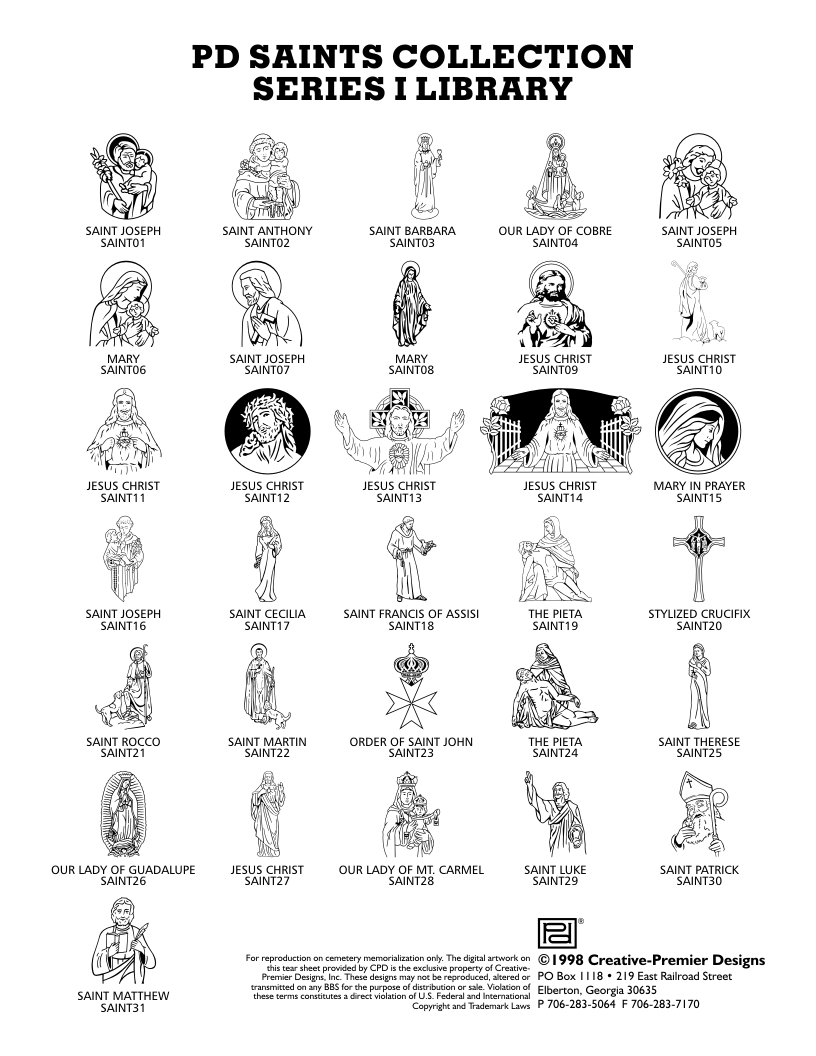 PD SAINTS COLLECTION
SERIES I LIBRARY
SAINT JOSEPH
SAINT01
SAINT ANTHONY
SAINT02
SAINT BARBARA
SAINT03
OUR LADY OF COBRE
SAINT04
SAINT JOSEPH
SAINT05
MARY
SAINT06
SAINT JOSEPH
SAINT07
MARY
SAINT08
JESUS CHRIST
SAINT09
JESUS CHRIST
SAINT10
JESUS CHRIST
SAINT11
JESUS CHRIST
SAINT12
JESUS CHRIST
SAINT13
JESUS CHRIST
SAINT14
MARY IN PRAYER
SAINT15
SAINT JOSEPH
SAINT16
SAINT CECILIA
SAINT17
SAINT FRANCIS OF ASSISI
SAINT18
THE PIETA
SAINT19
STYLIZED CRUCIFIX
SAINT20
SAINT ROCCO
SAINT21
SAINT MARTIN
SAINT22
ORDER OF SAINT JOHN
SAINT23
THE PIETA
SAINT24
SAINT THERESE
SAINT25
OUR LADY OF GUADALUPE
SAINT26
JESUS CHRIST
SAINT27
OUR LADY OF MT. CARMEL
SAINT28
SAINT LUKE
SAINT29
SAINT PATRICK
SAINT30
SAINT MATTHEW
SAINT31
For reproduction on cemetery memorialization only. The digital artwork on
this tear sheet provided by CPD is the exclusive property of Creative-
Premier Designs, Inc. These designs may not be reproduced, altered or
transmitted on any BBS for the purpose of distribution or sale. Violation of
these terms constitutes a direct violation of U.S. Federal and International
Copyright and Trademark Laws
Pd ®
©1998 Creative-Premier Designs
PO Box 1118 • 219 East Railroad Street
Elberton, Georgia 30635
P 706-283-5064 F 706-283-7170